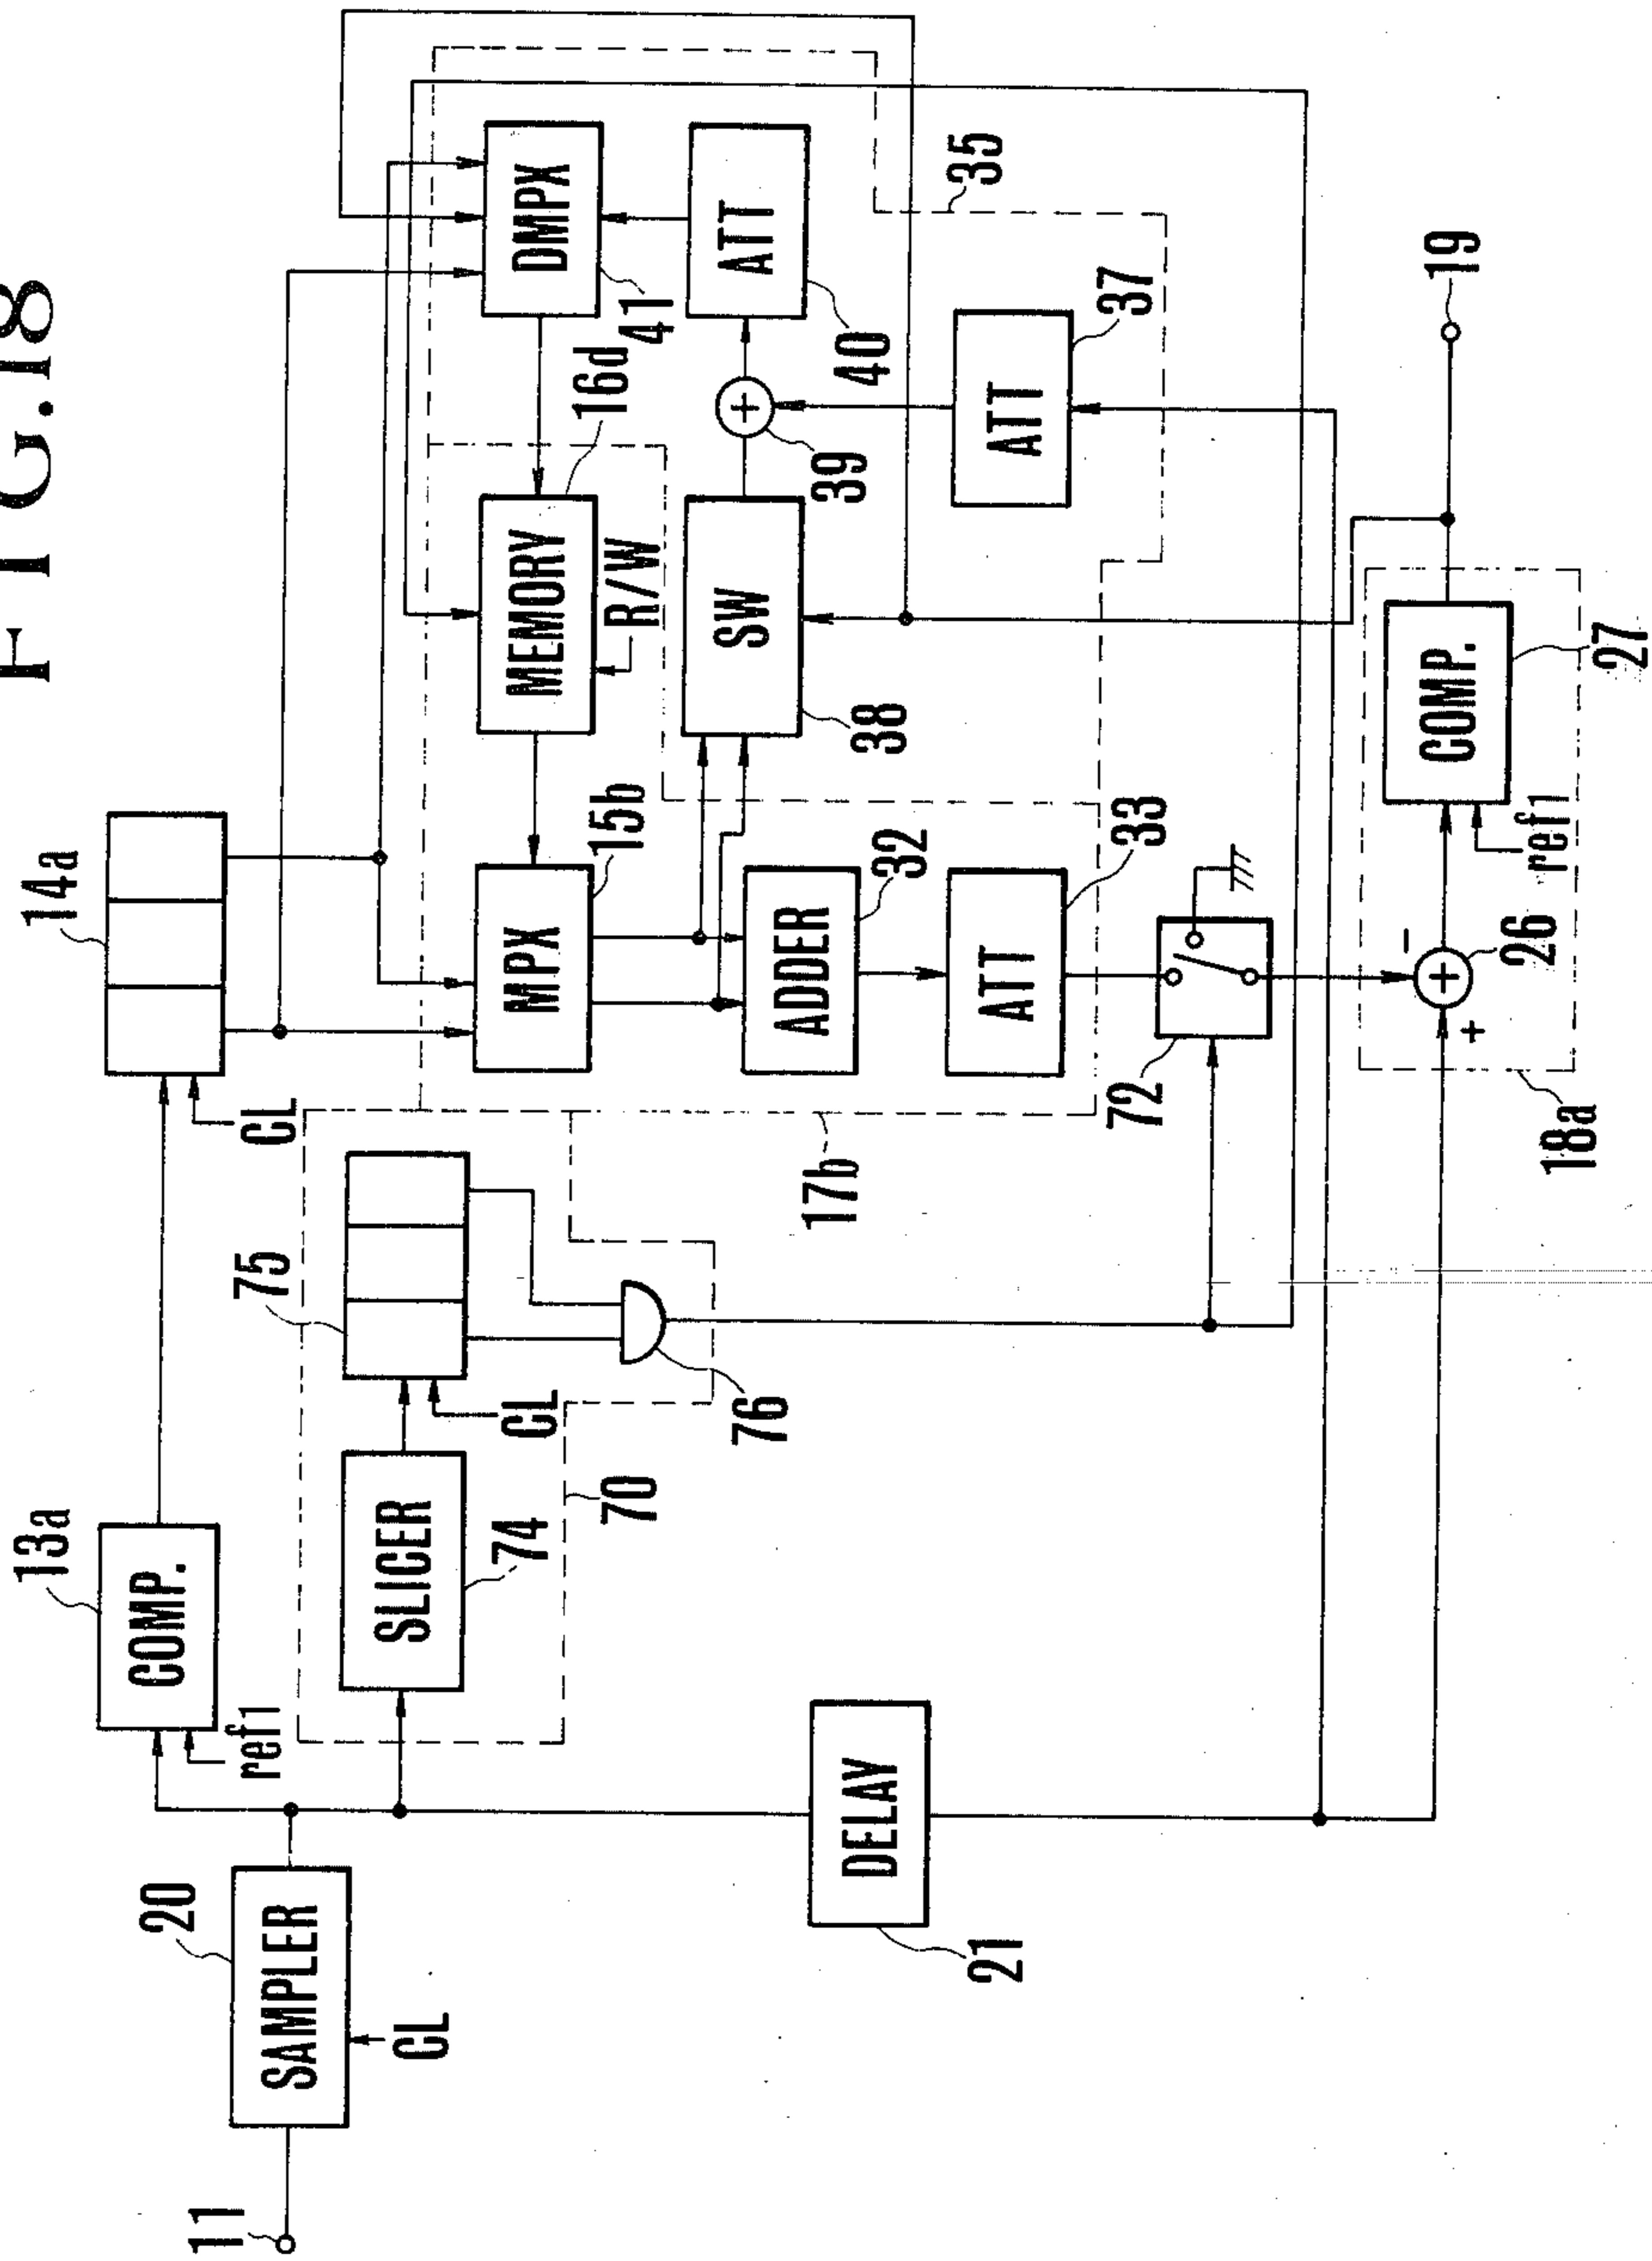 FIG.18
11
SAMPLER
20
CL
COMP.
13a
ref1
14a
CL
SLICER
74
75
CL
76
70
DELAY
21
MPX
15b
MEMORY
16d
R/W
DMPX
41
ADDER
32
SW
38
39
+
ATT
40
ATT
33
ATT
37
35
17b
72
+
−
+
26
COMP.
27
ref1
18a
19